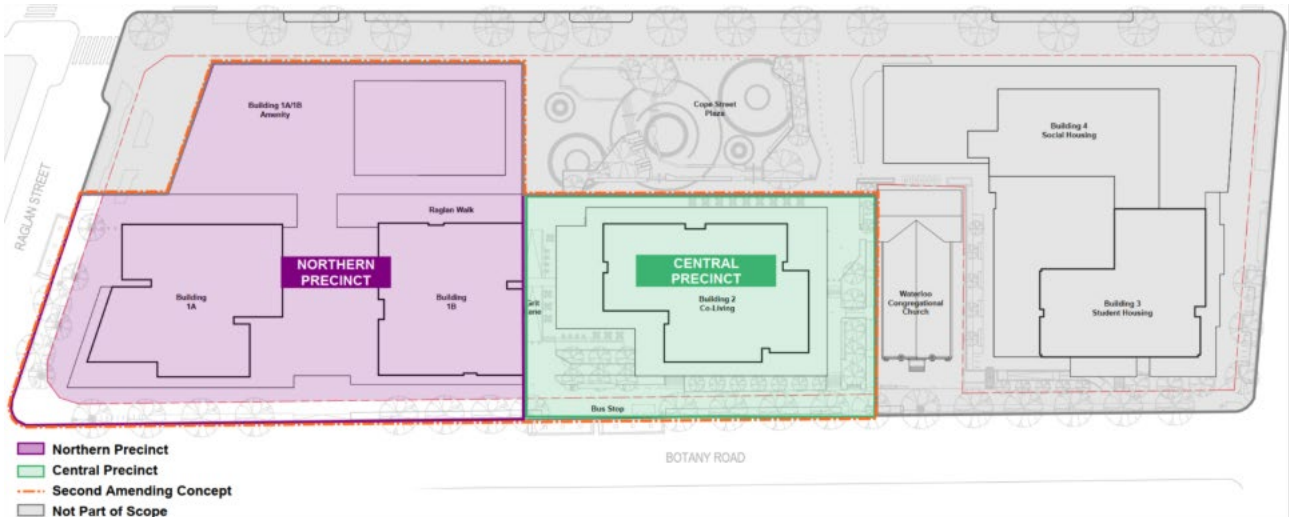 Building 1A/1B
Amenity
Cope Street
Plaza
Building 4
Social Housing
RAGLAN STREET
Raglan Walk
NORTHERN
PRECINCT
CENTRAL
PRECINCT
Building
1A
Building
1B
Grit
Lane
Building 2
Co-Living
Waterloo
Congregational
Church
Building 3
Student Housing
Bus Stop
BOTANY ROAD
Northern Precinct
Central Precinct
Second Amending Concept
Not Part of Scope